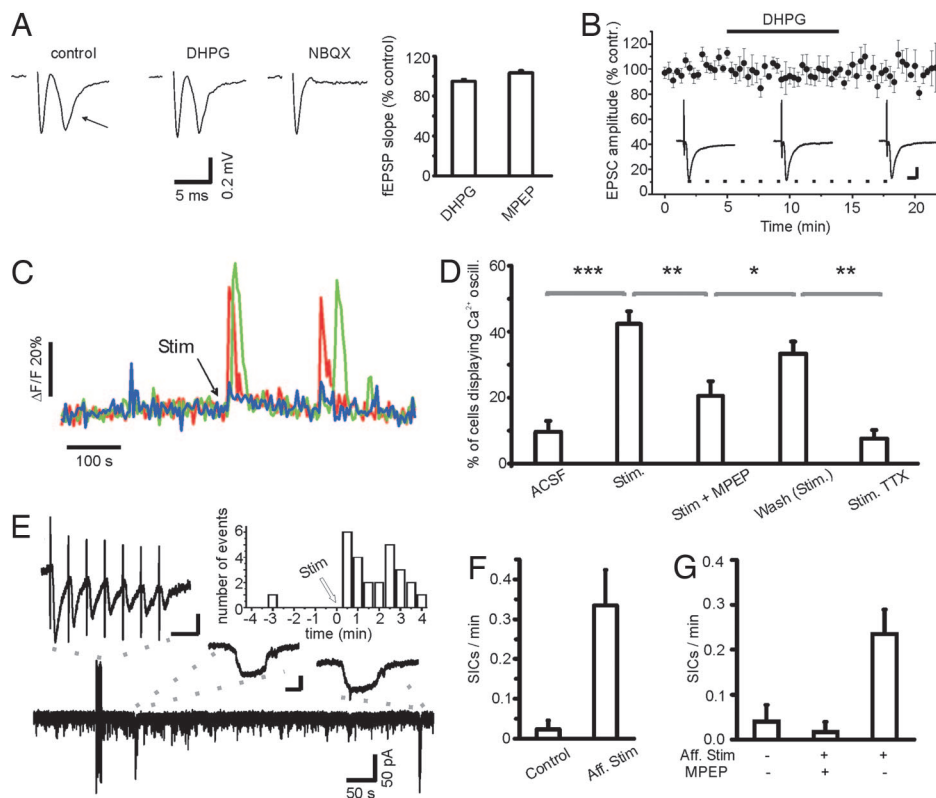 A
control
DHPG
NBQX
5 ms
0.2 mV
fEPSP slope (% control)
120
80
40
0
DHPG
MPEP
B
DHPG
EPSC amplitude (% contr.)
120
100
80
60
40
20
0
0
5
10
15
20
Time (min)
C
Stim
ΔF/F 20%
100 s
D
% of cells displaying Ca²⁺ oscill.
60
40
20
0
***
**
*
**
ACSF
Stim.
Stim + MPEP
Wash (Stim.)
Stim. TTX
E
number of events
6
4
2
0
Stim
-4 -3 -2 -1 0 1 2 3 4
time (min)
50 s
50 pA
F
SICs / min
0.4
0.3
0.2
0.1
0
Control
Aff. Stim
G
SICs / min
0.4
0.3
0.2
0.1
0.0
Aff. Stim - + +
MPEP - + -